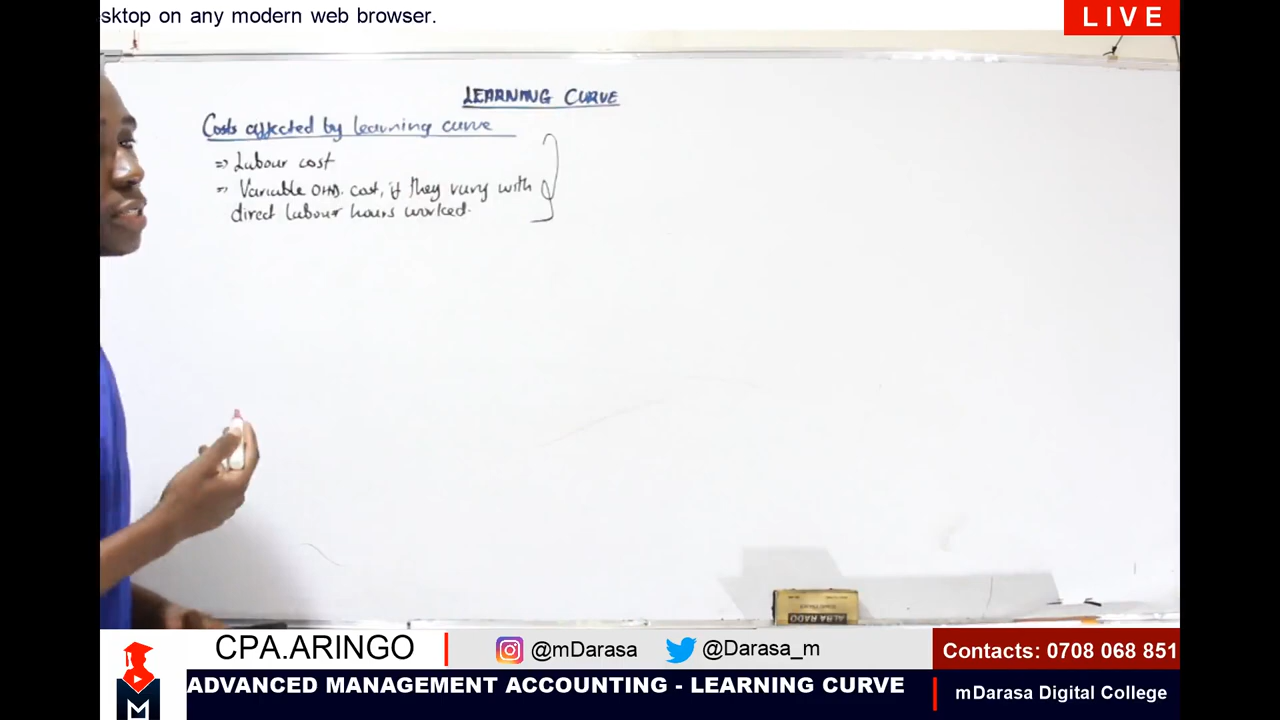 sktop on any modern web browser.
LIVE
LEARNING CURVE
Costs affected by learning curve
=> Labour cost
=> Variable OHD. cost, if they vary with
direct labour hours worked.
ALBA RADO
CPA.ARINGO
@mDarasa
@Darasa_m
Contacts: 0708 068 851
M
ADVANCED MANAGEMENT ACCOUNTING - LEARNING CURVE
mDarasa Digital College